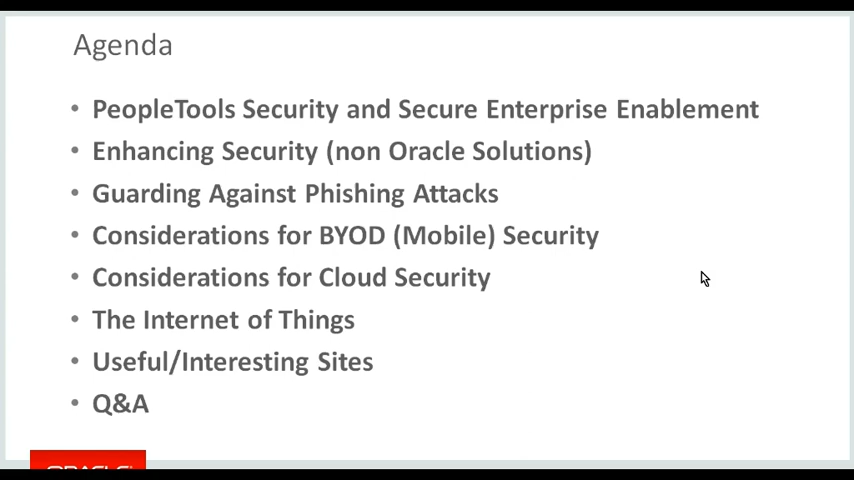 Agenda
• PeopleTools Security and Secure Enterprise Enablement
• Enhancing Security (non Oracle Solutions)
• Guarding Against Phishing Attacks
• Considerations for BYOD (Mobile) Security
• Considerations for Cloud Security
• The Internet of Things
• Useful/Interesting Sites
• Q&A
ORACLE